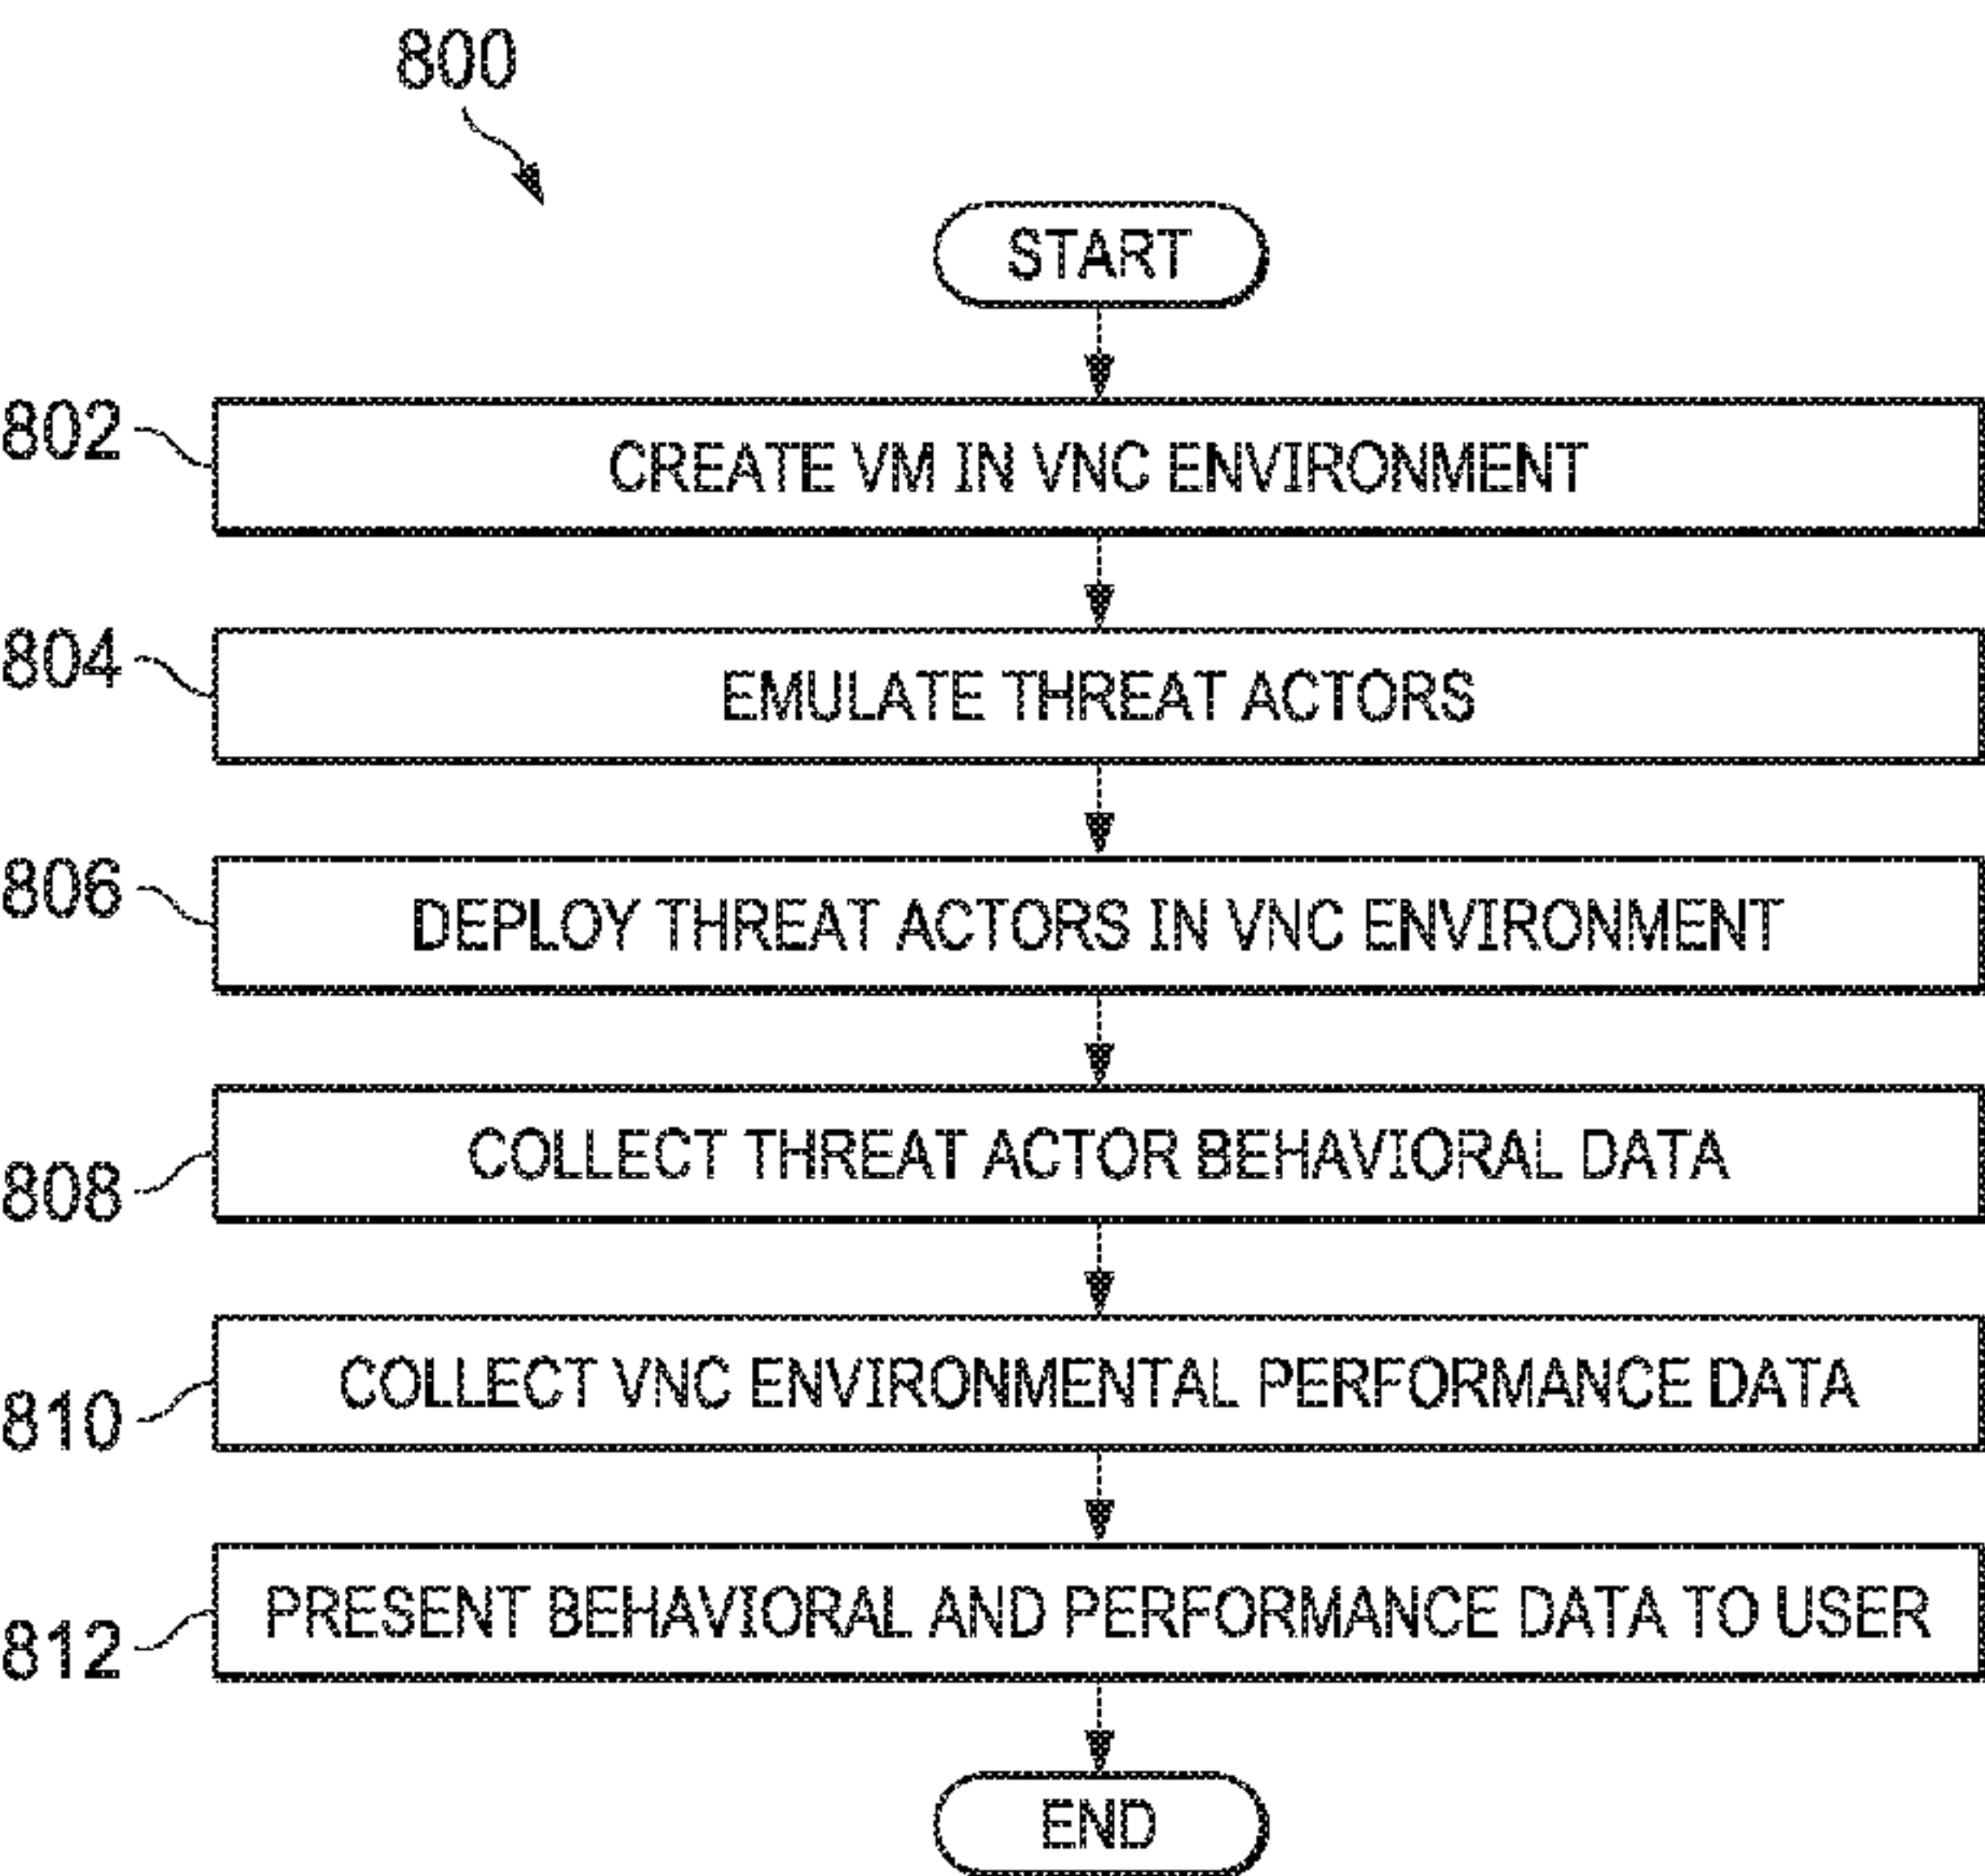 800
START
802
CREATE VM IN VNC ENVIRONMENT
804
EMULATE THREAT ACTORS
806
DEPLOY THREAT ACTORS IN VNC ENVIRONMENT
808
COLLECT THREAT ACTOR BEHAVIORAL DATA
810
COLLECT VNC ENVIRONMENTAL PERFORMANCE DATA
812
PRESENT BEHAVIORAL AND PERFORMANCE DATA TO USER
END